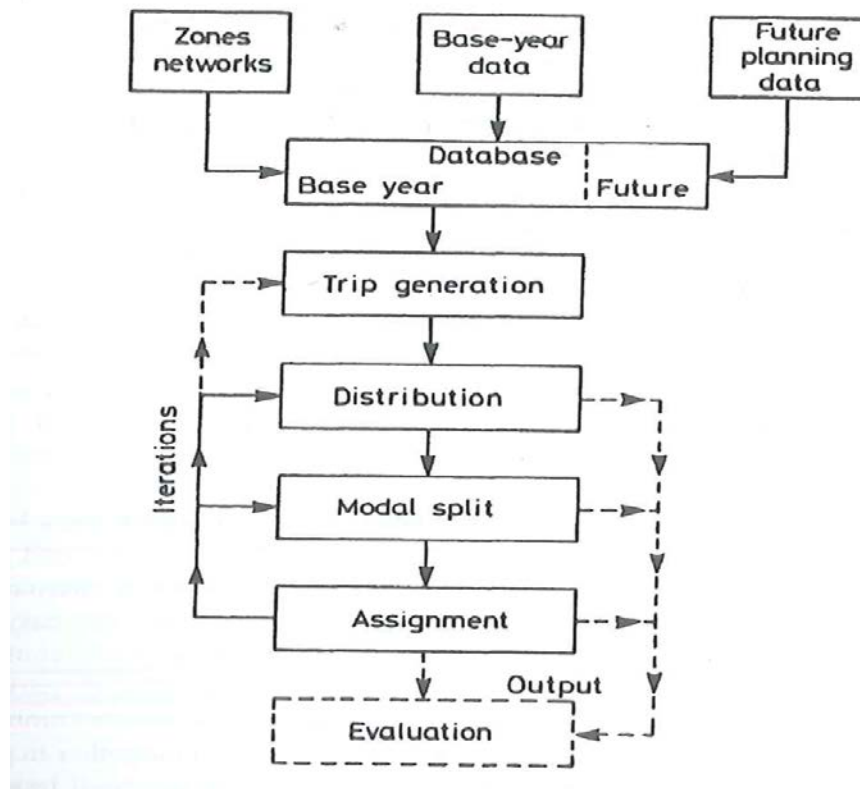 Zones
networks
Base-year
data
Future
planning
data
Database
Base year
Future
Trip generation
Distribution
Iterations
Modal split
Assignment
Output
Evaluation